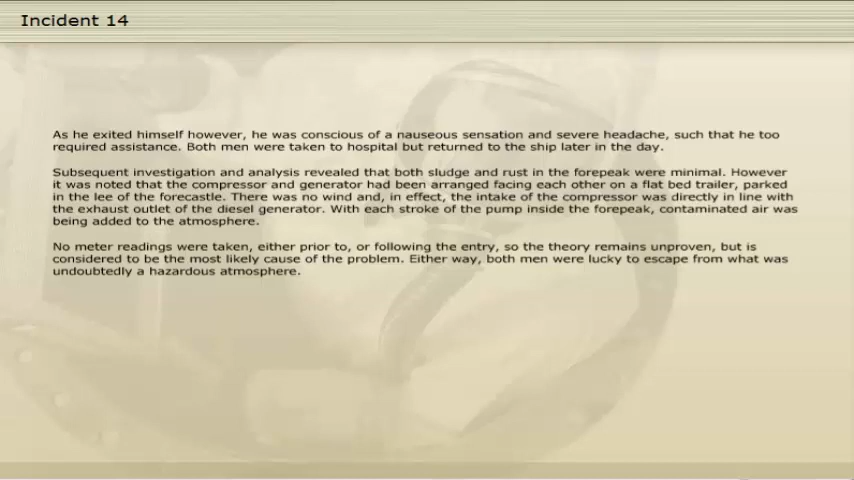 Incident 14
As he exited himself however, he was conscious of a nauseous sensation and severe headache, such that he too
required assistance. Both men were taken to hospital but returned to the ship later in the day.
Subsequent investigation and analysis revealed that both sludge and rust in the forepeak were minimal. However
it was noted that the compressor and generator had been arranged facing each other on a flat bed trailer, parked
in the lee of the forecastle. There was no wind and, in effect, the intake of the compressor was directly in line with
the exhaust outlet of the diesel generator. With each stroke of the pump inside the forepeak, contaminated air was
being added to the atmosphere.
No meter readings were taken, either prior to, or following the entry, so the theory remains unproven, but is
considered to be the most likely cause of the problem. Either way, both men were lucky to escape from what was
undoubtedly a hazardous atmosphere.